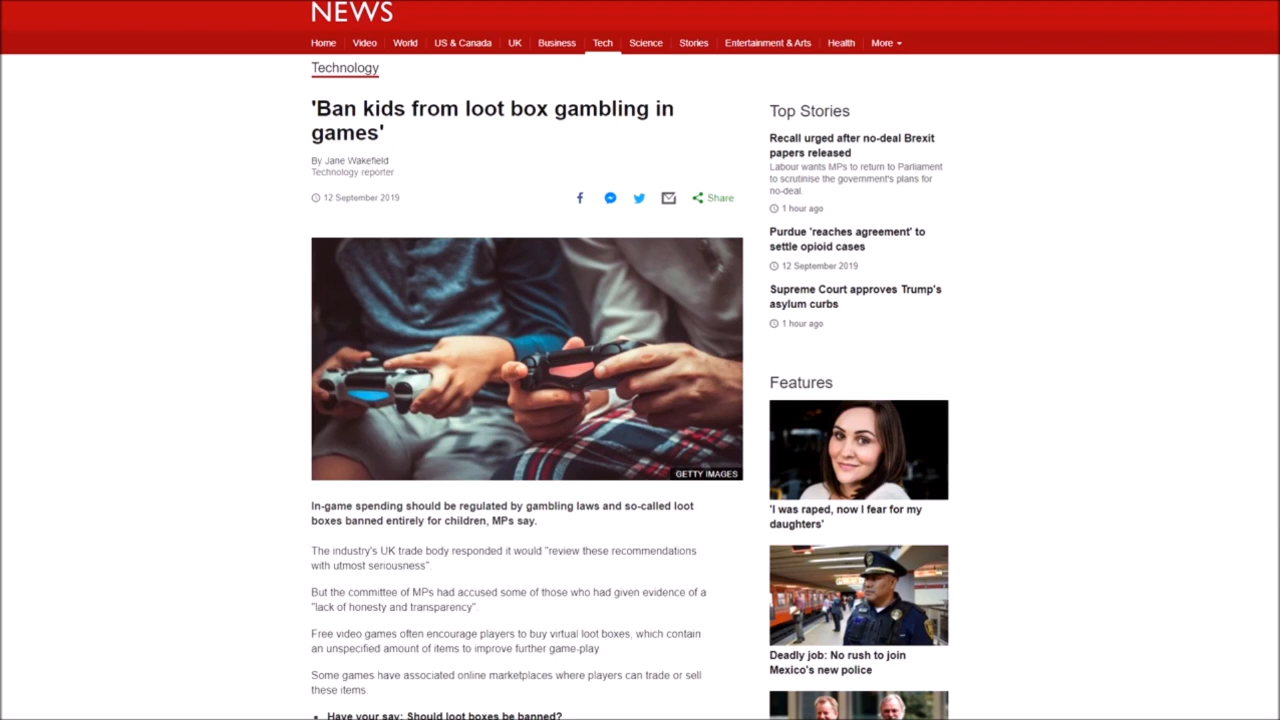 NEWS
Home
Video
World
US & Canada
UK
Business
Tech
Science
Stories
Entertainment & Arts
Health
More
Technology
'Ban kids from loot box gambling in
games'
By Jane Wakefield
Technology reporter
12 September 2019
Share
GETTY IMAGES
In-game spending should be regulated by gambling laws and so-called loot
boxes banned entirely for children, MPs say.
The industry's UK trade body responded it would "review these recommendations
with utmost seriousness".
But the committee of MPs had accused some of those who had given evidence of a
"lack of honesty and transparency".
Free video games often encourage players to buy virtual loot boxes, which contain
an unspecified amount of items to improve further game-play
Some games have associated online marketplaces where players can trade or sell
these items.
Have your say: Should loot boxes be banned?
Top Stories
Recall urged after no-deal Brexit
papers released
Labour wants MPs to return to Parliament
to scrutinise the government's plans for
no-deal.
1 hour ago
Purdue 'reaches agreement' to
settle opioid cases
12 September 2019
Supreme Court approves Trump's
asylum curbs
1 hour ago
Features
'I was raped, now I fear for my
daughters'
Deadly job: No rush to join
Mexico's new police